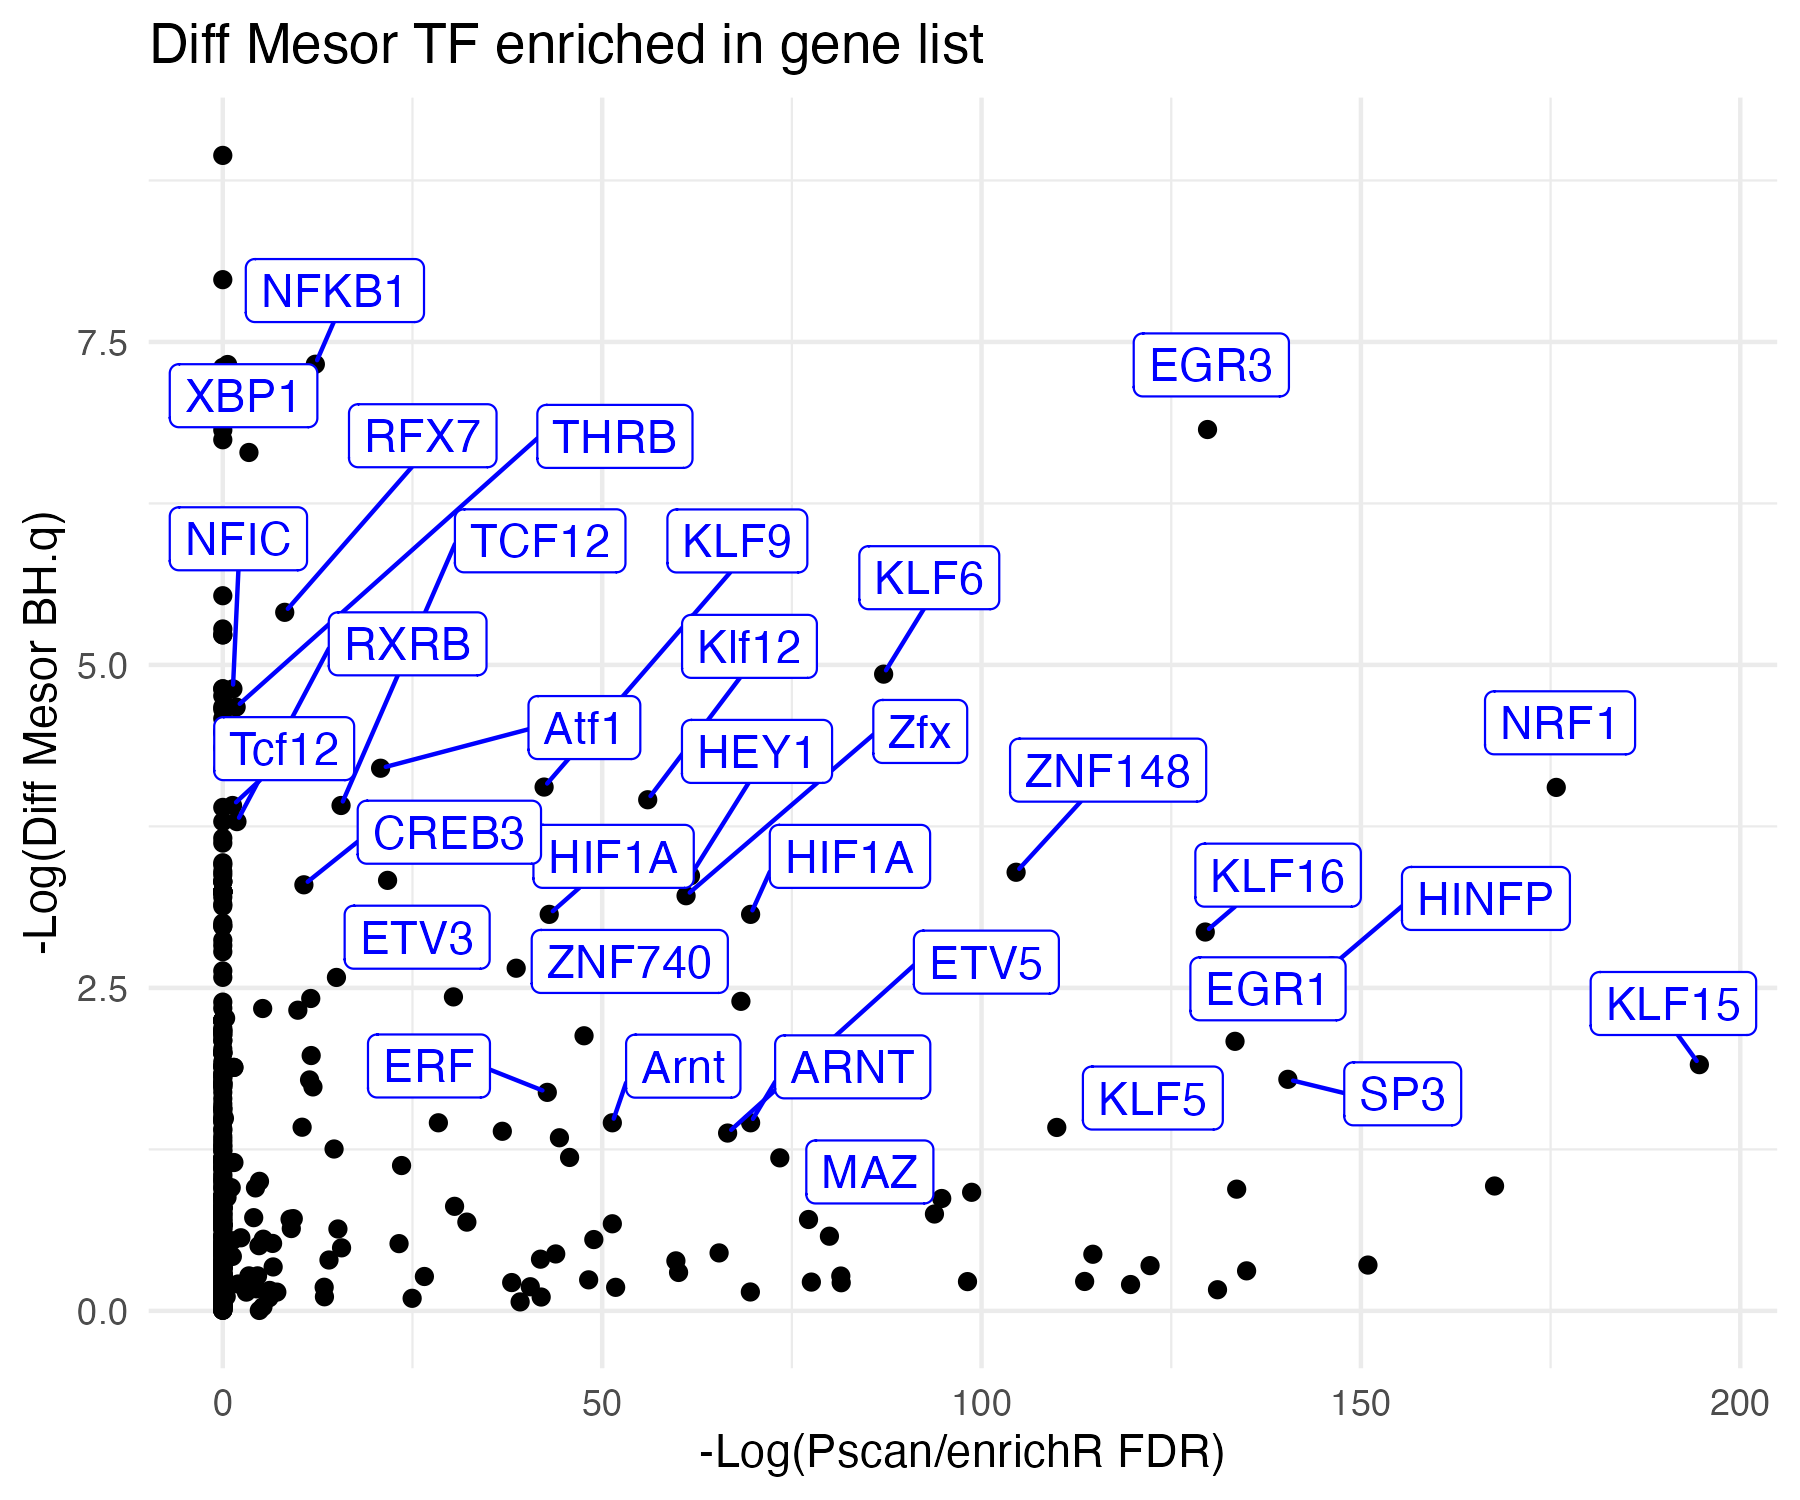 Diff Mesor TF enriched in gene list
-Log(Diff Mesor BH.q)
7.5
5.0
2.5
0.0
NFKB1
EGR3
XBP1
RFX7
THRB
NFIC
TCF12
KLF9
KLF6
RXRB
Klf12
Atf1
Zfx
NRF1
Tcf12
HEY1
ZNF148
CREB3
HIF1A
HIF1A
KLF16
HINFP
ETV3
ZNF740
ETV5
EGR1
KLF15
ERF
Arnt
ARNT
KLF5
SP3
MAZ
0
50
100
150
200
-Log(Pscan/enrichR FDR)